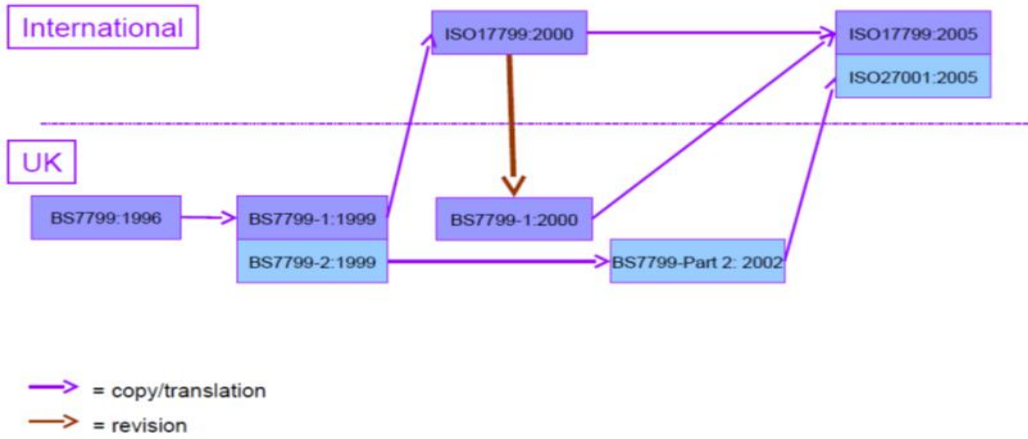 International
ISO17799:2000
ISO17799:2005
ISO27001:2005
UK
BS7799:1996
BS7799-1:1999
BS7799-1:2000
BS7799-2:1999
BS7799-Part 2: 2002
= copy/translation
= revision